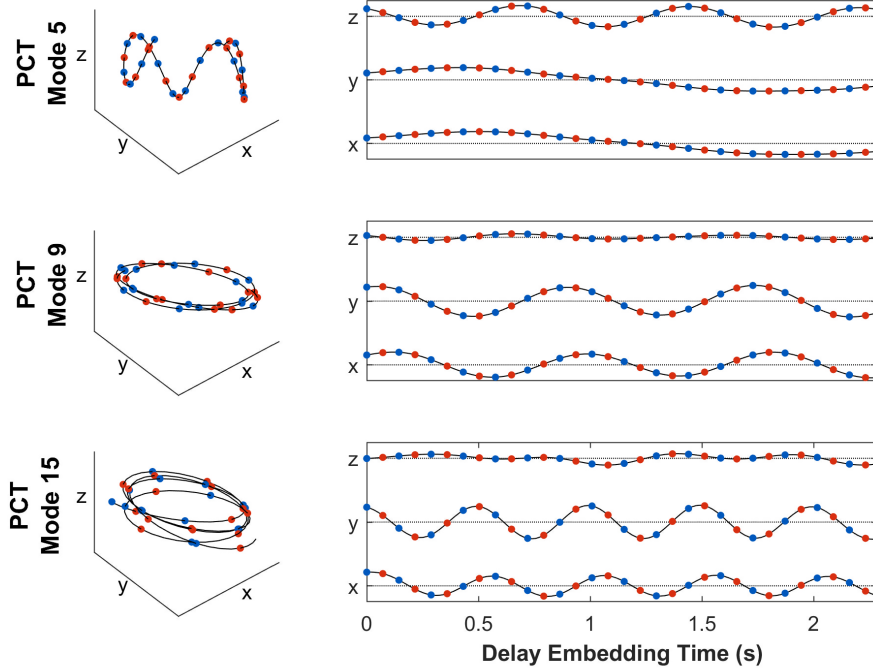 PCT
Mode 5
z
y
x
z
y
x
PCT
Mode 9
z
y
x
z
y
x
PCT
Mode 15
z
y
x
z
y
x
0
0.5
1
1.5
2
Delay Embedding Time (s)